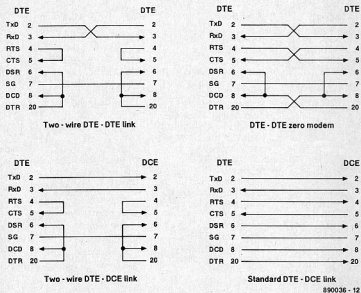 DTE DTE
TxD 2 2
RxD 3 3
RTS 4 4
CTS 5 5
DSR 6 6
SG 7 7
DCD 8 8
DTR 20 20
Two - wire DTE - DTE link
DTE DTE
TxD 2 2
RxD 3 3
RTS 4 4
CTS 5 5
DSR 6 6
SG 7 7
DCD 8 8
DTR 20 20
DTE - DTE zero modem
DTE DCE
TxD 2 2
RxD 3 3
RTS 4 4
CTS 5 5
DSR 6 6
SG 7 7
DCD 8 8
DTR 20 20
Two - wire DTE - DCE link
DTE DCE
TxD 2 2
RxD 3 3
RTS 4 4
CTS 5 5
DSR 6 6
SG 7 7
DCD 8 8
DTR 20 20
Standard DTE - DCE link
890036 - 12